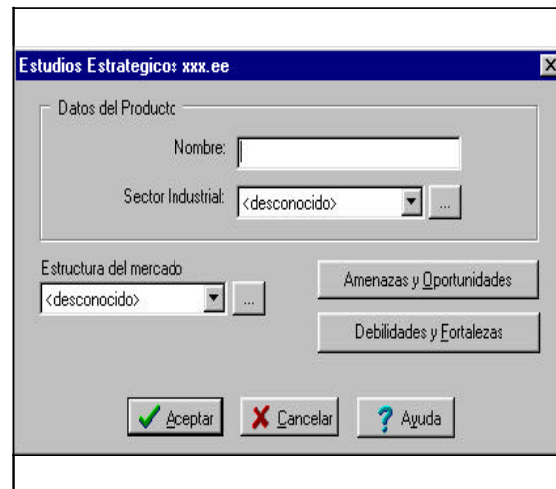 Estudios Estrategicos xxx.ee
Datos del Producto
Nombre:
Sector Industrial: <desconocido> ...
Estructura del mercado
<desconocido> ...
Amenazas y Oportunidades
Debilidades y Fortalezas
Aceptar Cancelar ? Ayuda